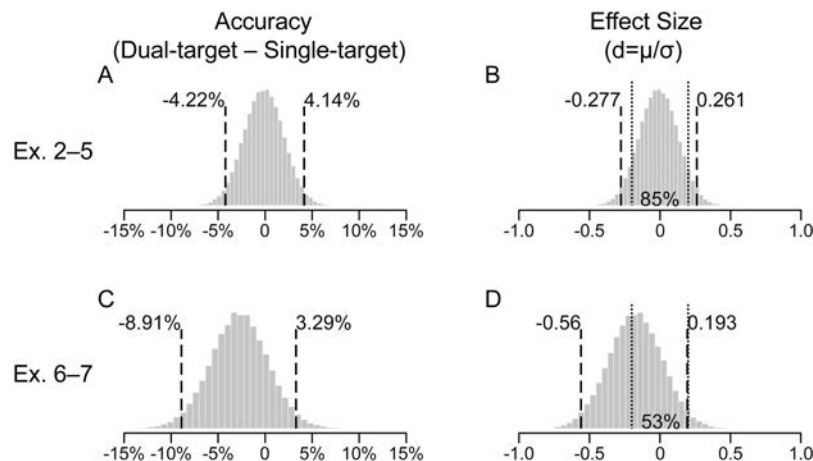 Accuracy
(Dual-target – Single-target)
Effect Size
(d=μ/σ)
A
-4.22%
4.14%
B
-0.277
0.261
Ex. 2–5
85%
-15% -10% -5% 0 5% 10% 15%
-1.0 -0.5 0 0.5 1.0
C
-8.91%
3.29%
D
-0.56
0.193
Ex. 6–7
53%
-15% -10% -5% 0 5% 10% 15%
-1.0 -0.5 0 0.5 1.0